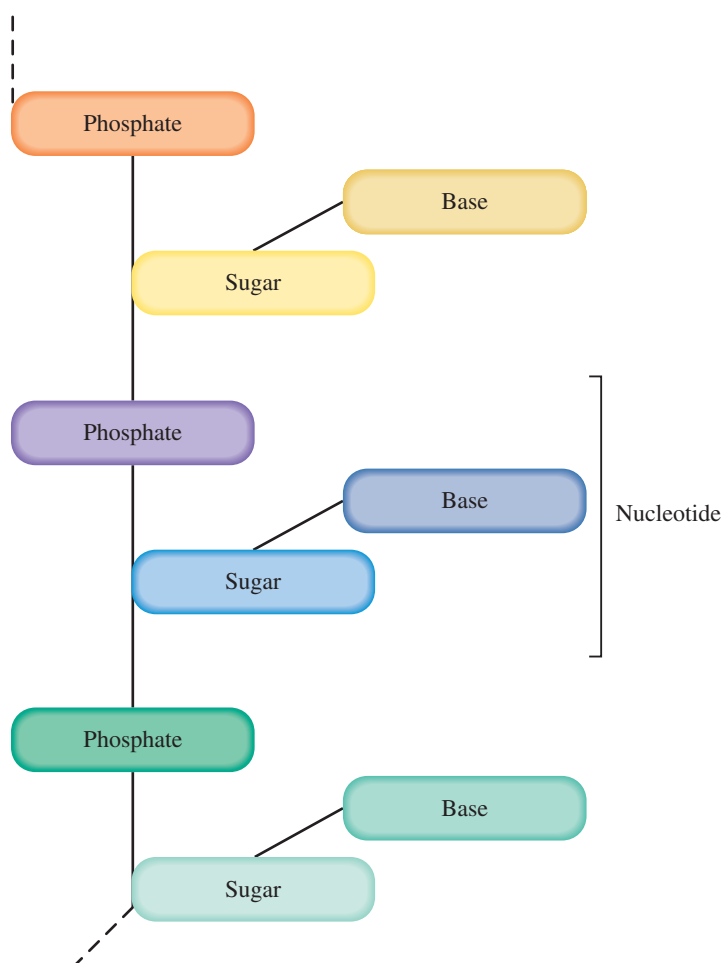 Phosphate
Base
Sugar
Phosphate
Base
Nucleotide
Sugar
Phosphate
Base
Sugar